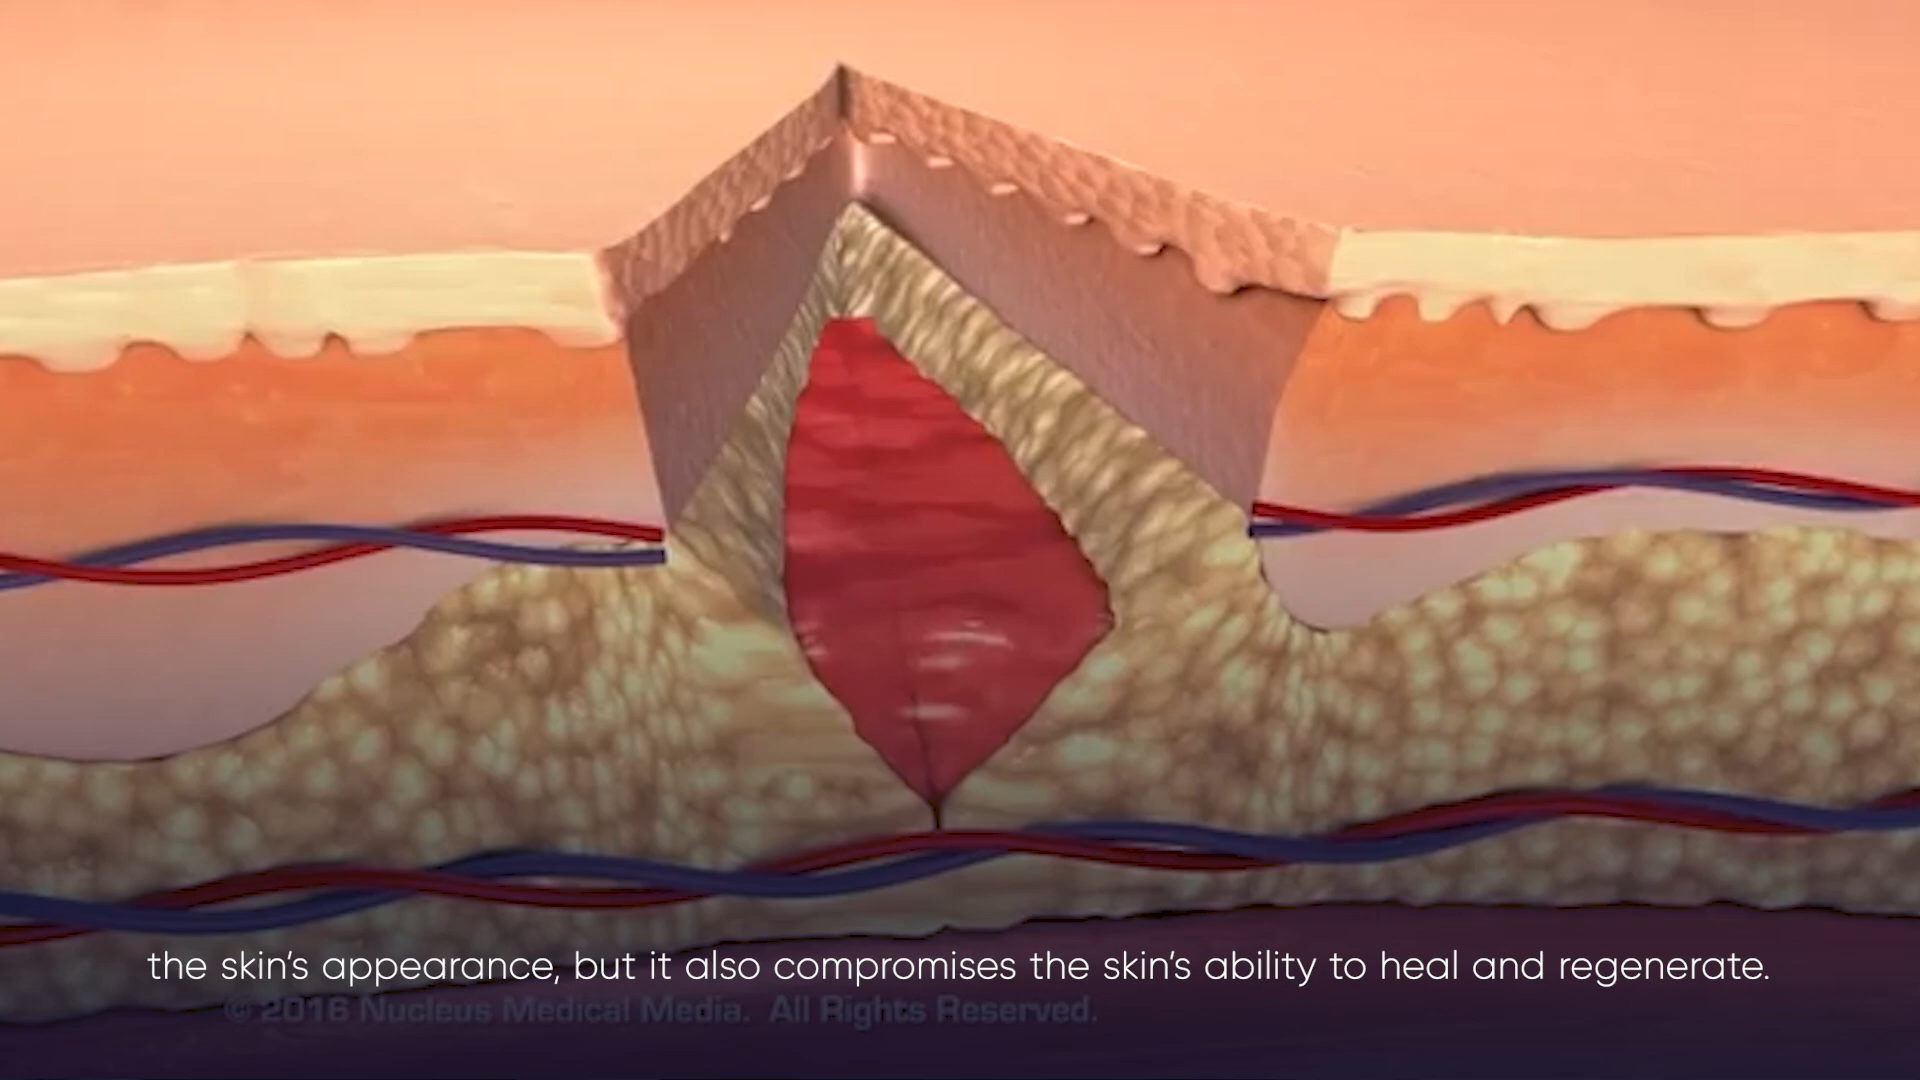 the skin's appearance, but it also compromises the skin's ability to heal and regenerate.
© 2016 Nucleus Medical Media. All Rights Reserved.